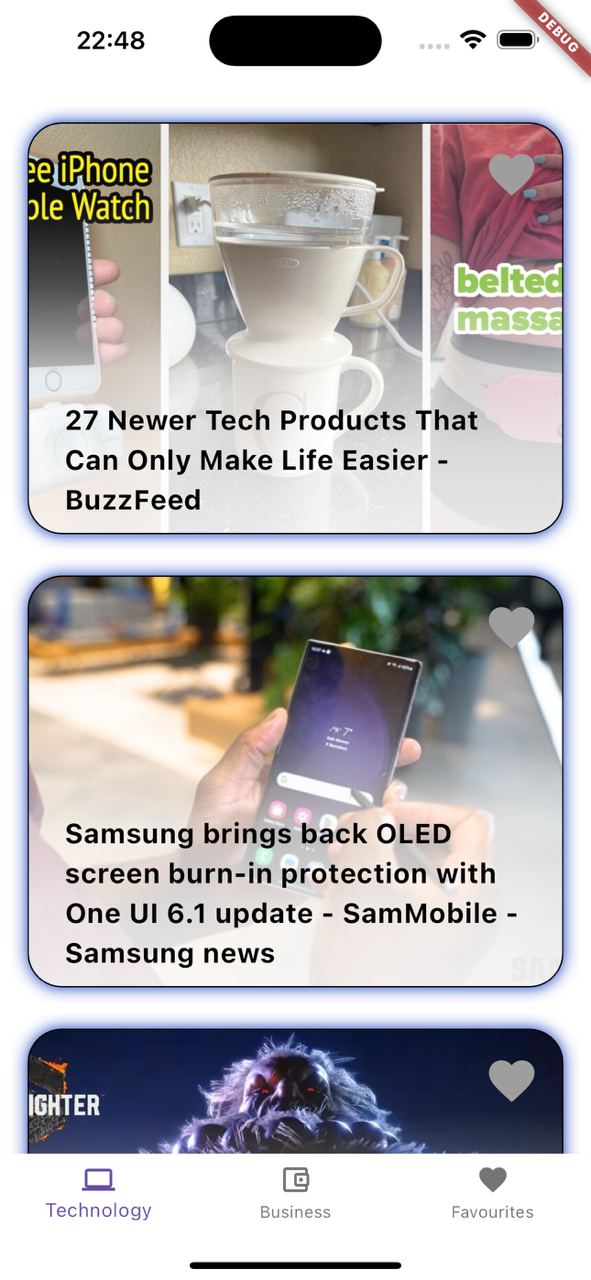 22:48
DEBUG
ee iPhone
ble Watch
belted
massa
27 Newer Tech Products That
Can Only Make Life Easier -
BuzzFeed
Samsung brings back OLED
screen burn-in protection with
One UI 6.1 update - SamMobile -
Samsung news
SA
IGHTER
Technology
Business
Favourites